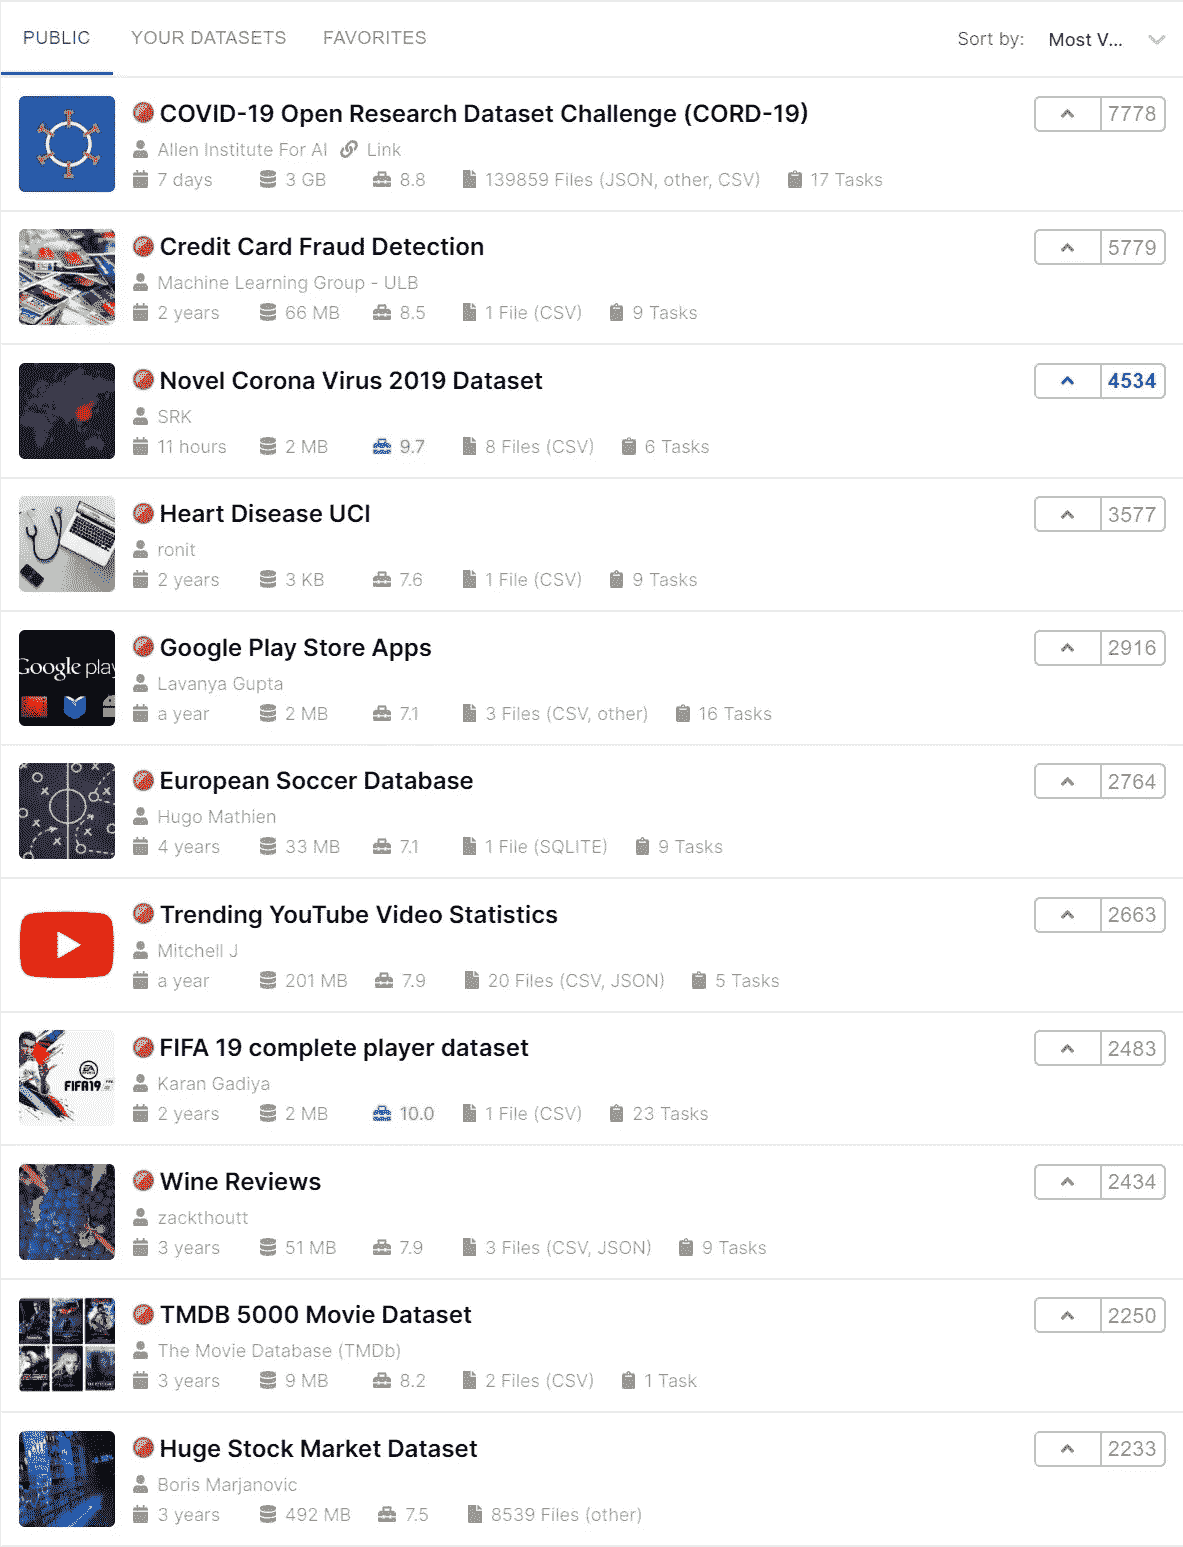 PUBLIC YOUR DATASETS FAVORITES Sort by: Most V...
COVID-19 Open Research Dataset Challenge (CORD-19) 7778
Allen Institute For AI Link
7 days 3 GB 8.8 139859 Files (JSON, other, CSV) 17 Tasks
Credit Card Fraud Detection 5779
Machine Learning Group - ULB
2 years 66 MB 8.5 1 File (CSV) 9 Tasks
Novel Corona Virus 2019 Dataset 4534
SRK
11 hours 2 MB 9.7 8 Files (CSV) 6 Tasks
Heart Disease UCI 3577
ronit
2 years 3 KB 7.6 1 File (CSV) 9 Tasks
Google Play Store Apps 2916
Google play
Lavanya Gupta
a year 2 MB 7.1 3 Files (CSV, other) 16 Tasks
European Soccer Database 2764
Hugo Mathien
4 years 33 MB 7.1 1 File (SQLITE) 9 Tasks
Trending YouTube Video Statistics 2663
Mitchell J
a year 201 MB 7.9 20 Files (CSV, JSON) 5 Tasks
FIFA 19 complete player dataset 2483
EA
FIFA19
Karan Gadiya
2 years 2 MB 10.0 1 File (CSV) 23 Tasks
Wine Reviews 2434
zackthoutt
3 years 51 MB 7.9 3 Files (CSV, JSON) 9 Tasks
TMDB 5000 Movie Dataset 2250
The Movie Database (TMDb)
3 years 9 MB 8.2 2 Files (CSV) 1 Task
Huge Stock Market Dataset 2233
Boris Marjanovic
3 years 492 MB 7.5 8539 Files (other)